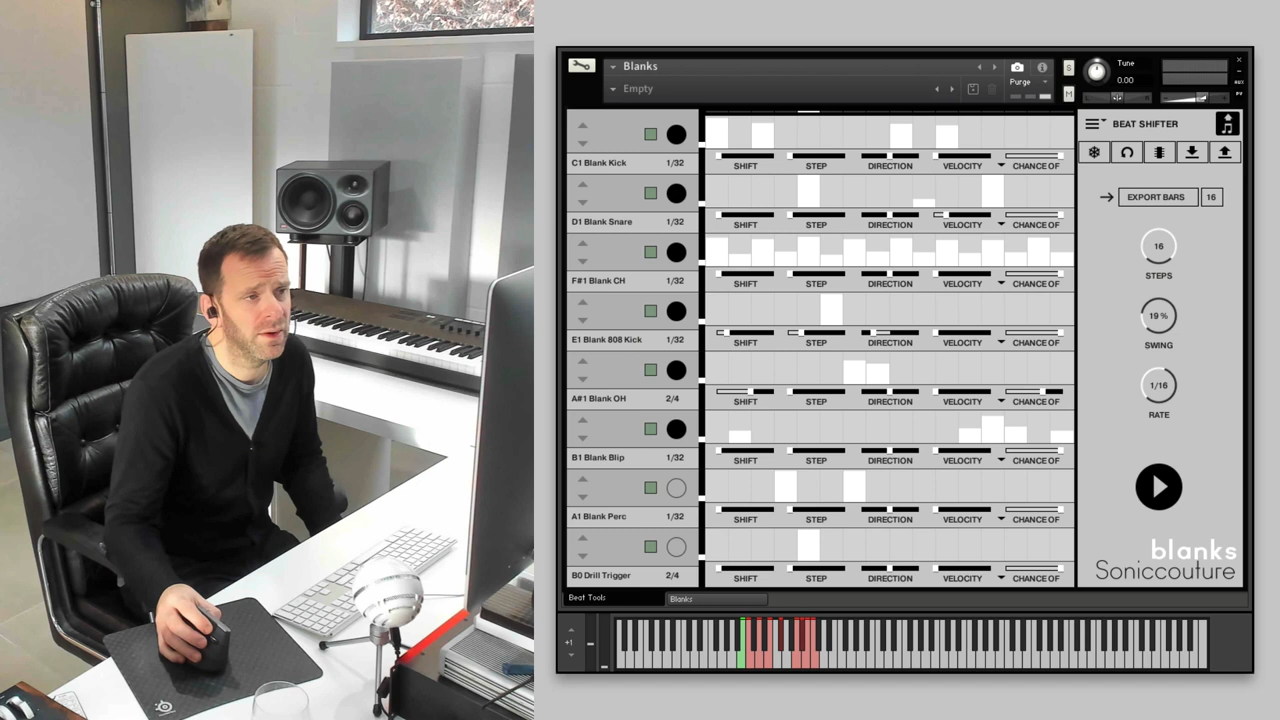 Blanks
Empty
Purge
S
M
Tune
0.00
AUX
PV
SHIFT STEP DIRECTION VELOCITY CHANCE OF
C1 Blank Kick 1/32
SHIFT STEP DIRECTION VELOCITY CHANCE OF
D1 Blank Snare 1/32
SHIFT STEP DIRECTION VELOCITY CHANCE OF
F#1 Blank CH 1/32
SHIFT STEP DIRECTION VELOCITY CHANCE OF
E1 Blank 808 Kick 1/32
SHIFT STEP DIRECTION VELOCITY CHANCE OF
A#1 Blank OH 2/4
SHIFT STEP DIRECTION VELOCITY CHANCE OF
B1 Blank Blip 1/32
SHIFT STEP DIRECTION VELOCITY CHANCE OF
A1 Blank Perc 1/32
SHIFT STEP DIRECTION VELOCITY CHANCE OF
B0 Drill Trigger 2/4
BEAT SHIFTER
EXPORT BARS 16
16
STEPS
19 %
SWING
1/16
RATE
blanks
Soniccouture
Beat Tools
Blanks
+1